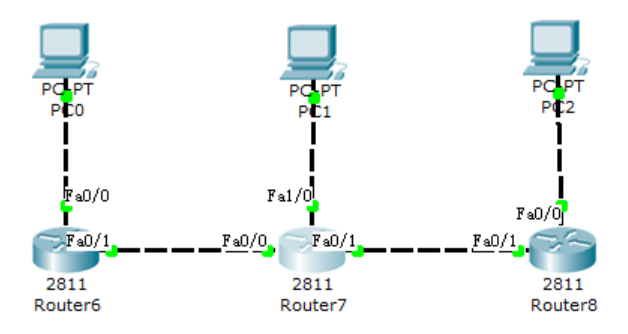 PC-PT
PC0
PC-PT
PC1
PC-PT
PC2
Fa0/0
Fa1/0
Fa0/0
Fa0/1
Fa0/0
Fa0/1
Fa0/1
2811
Router6
2811
Router7
2811
Router8